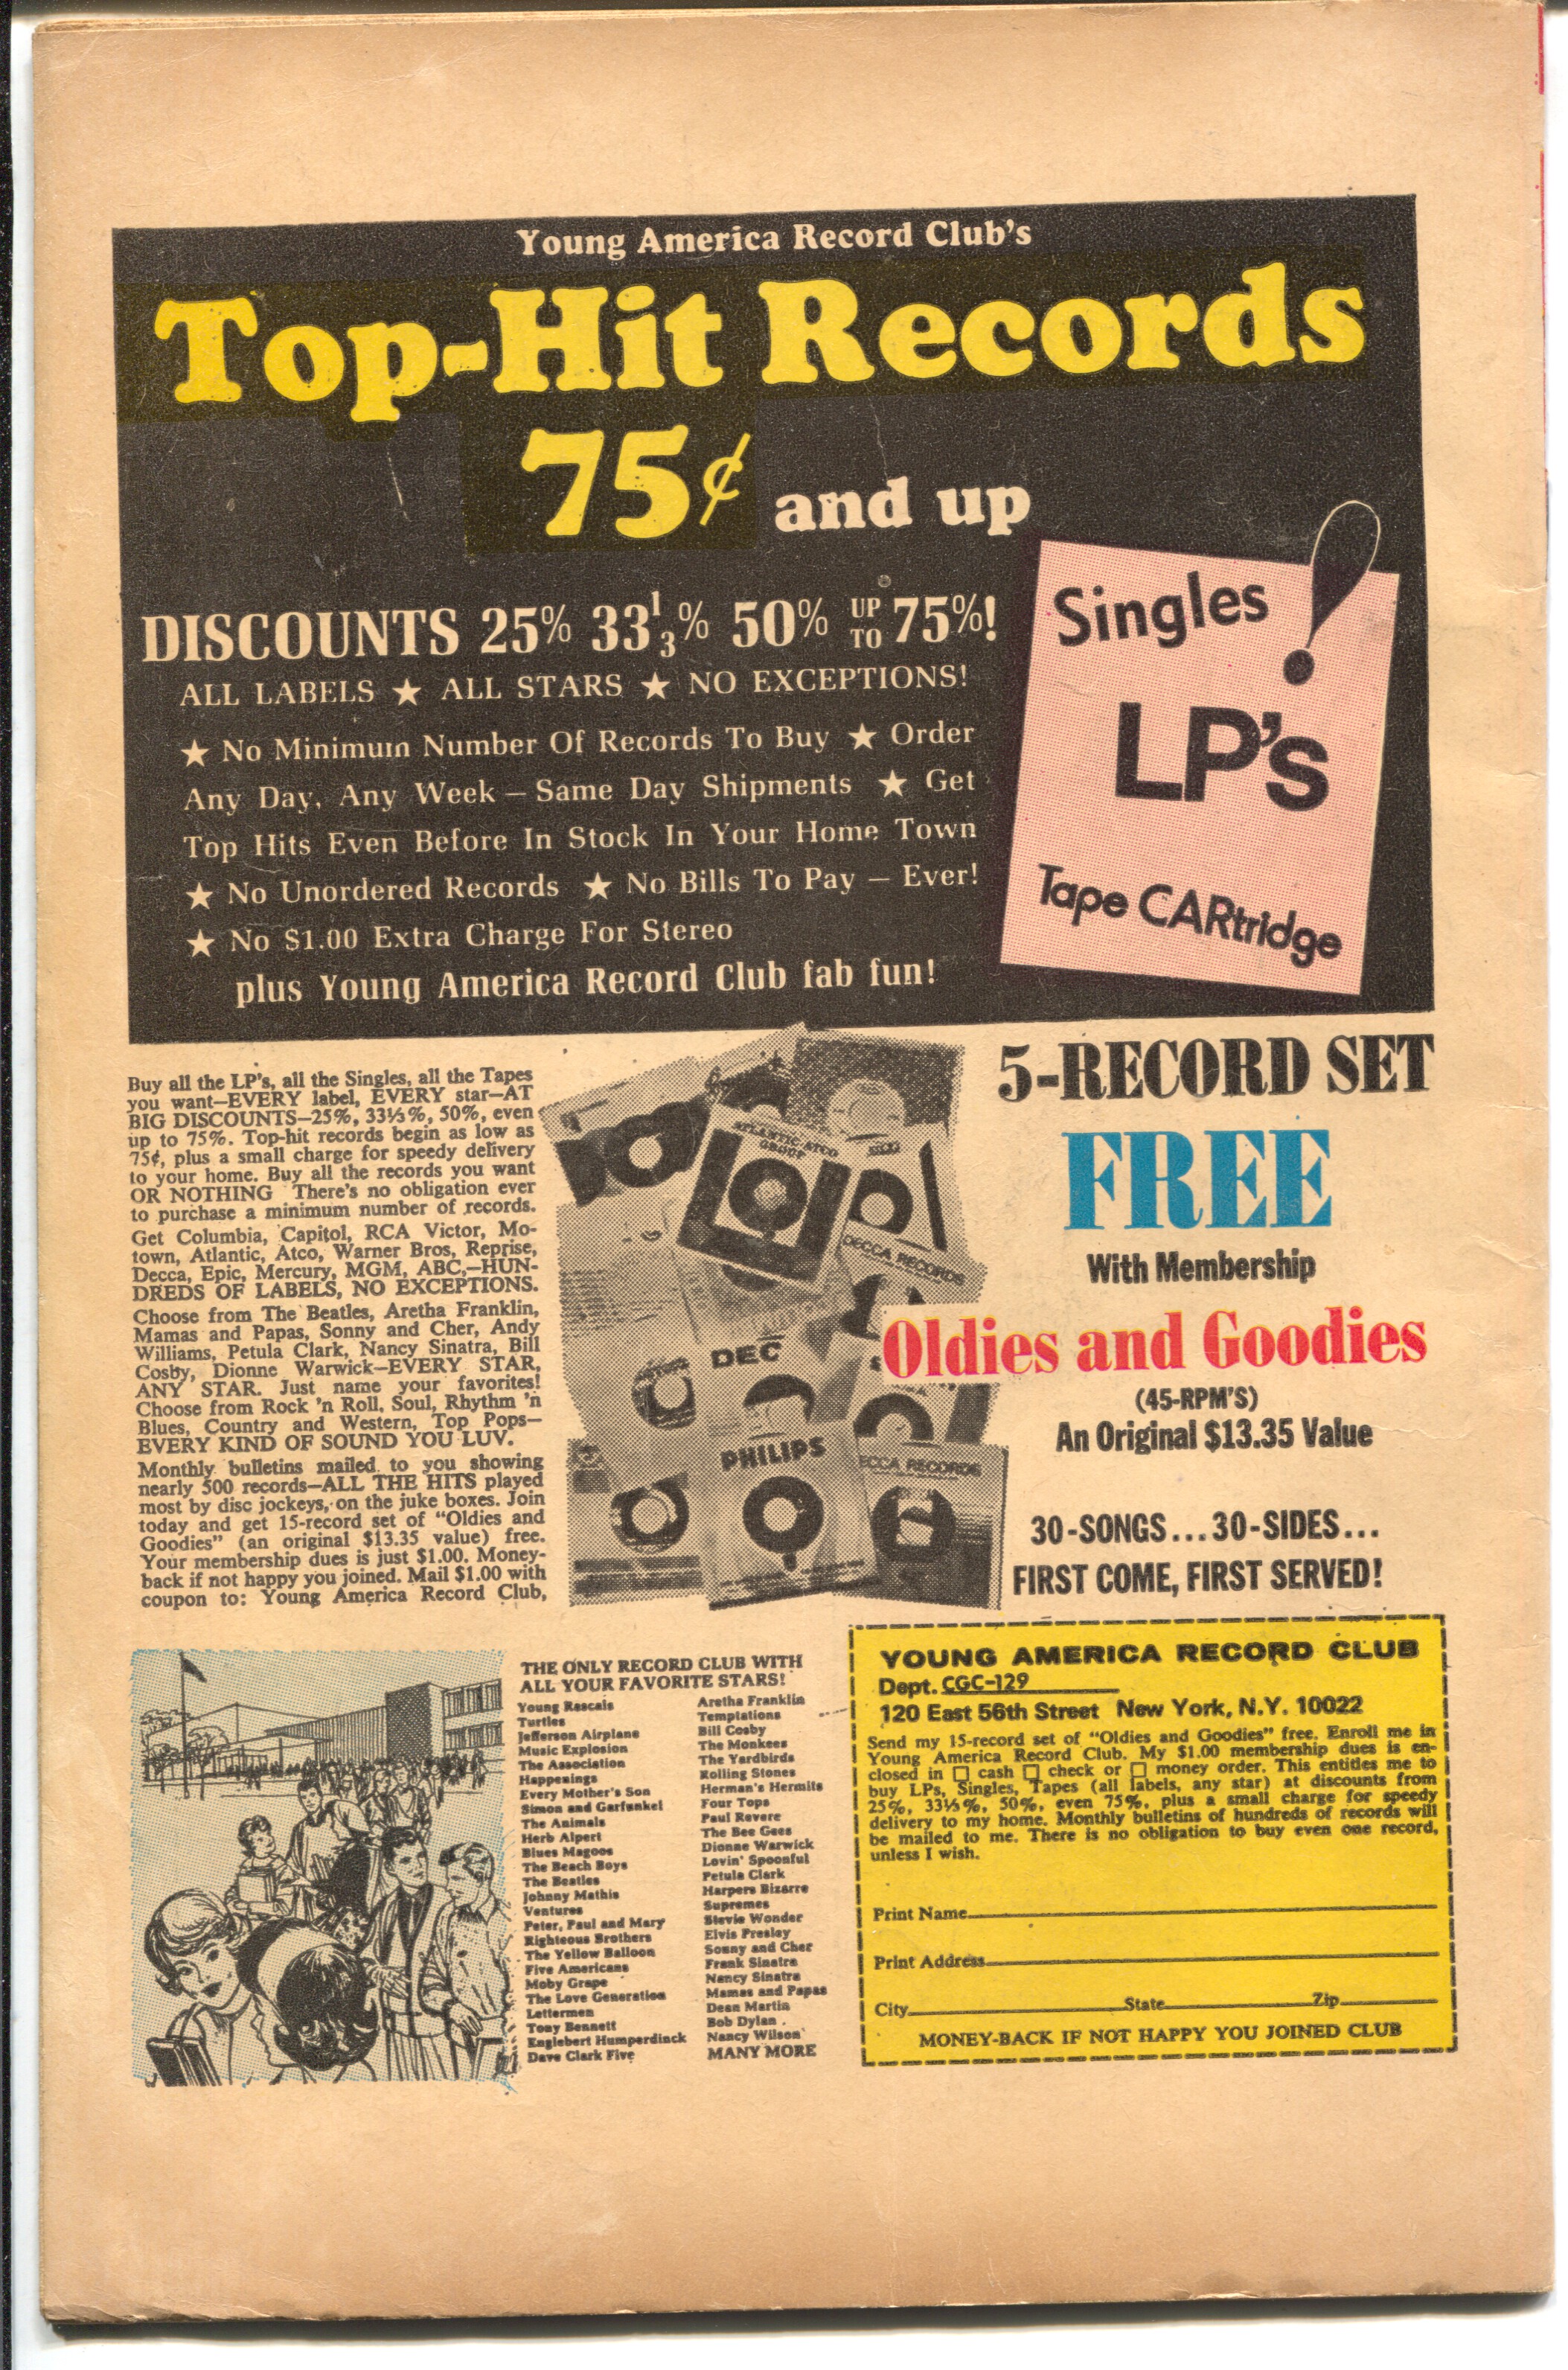 Young America Record Club's
Top-Hit Records
75¢ and up
DISCOUNTS 25% 33 1/3% 50% UP TO 75%!
ALL LABELS ★ ALL STARS ★ NO EXCEPTIONS!
★ No Minimum Number Of Records To Buy ★ Order
Any Day, Any Week – Same Day Shipments ★ Get
Top Hits Even Before In Stock In Your Home Town
★ No Unordered Records ★ No Bills To Pay – Ever!
★ No $1.00 Extra Charge For Stereo
plus Young America Record Club fab fun!
Singles
LP's
Tape CARtridge
!
Buy all the LP's, all the Singles, all the Tapes
you want—EVERY label, EVERY star—AT
BIG DISCOUNTS—25%, 33⅓%, 50%, even
up to 75%. Top-hit records begin as low as
75¢, plus a small charge for speedy delivery
to your home. Buy all the records you want
OR NOTHING There's no obligation ever
to purchase a minimum number of records.
Get Columbia, Capitol, RCA Victor, Mo-
town, Atlantic, Atco, Warner Bros, Reprise,
Decca, Epic, Mercury, MGM, ABC,—HUN-
DREDS OF LABELS, NO EXCEPTIONS.
Choose from The Beatles, Aretha Franklin,
Mamas and Papas, Sonny and Cher, Andy
Williams, Petula Clark, Nancy Sinatra, Bill
Cosby, Dionne Warwick—EVERY STAR,
ANY STAR. Just name your favorites!
Choose from Rock 'n Roll, Soul, Rhythm 'n
Blues, Country and Western, Top Pops—
EVERY KIND OF SOUND YOU LUV.
Monthly bulletins mailed to you showing
nearly 500 records—ALL THE HITS played
most by disc jockeys, on the juke boxes. Join
today and get 15-record set of "Oldies and
Goodies" (an original $13.35 value) free.
Your membership dues is just $1.00. Money-
back if not happy you joined. Mail $1.00 with
coupon to: Young America Record Club,
ATLANTIC ATCO
GROUP
DECCA RECORDS
DEC
PHILIPS
ECCA RECORDS
5-RECORD SET
FREE
With Membership
Oldies and Goodies
(45-RPM'S)
An Original $13.35 Value
30-SONGS...30-SIDES...
FIRST COME, FIRST SERVED!
THE ONLY RECORD CLUB WITH
ALL YOUR FAVORITE STARS!
Young Rascals
Turtles
Jefferson Airplane
Music Explosion
The Association
Happenings
Every Mother's Son
Simon and Garfunkel
The Animals
Herb Alpert
Blues Magoos
The Beach Boys
The Beatles
Johnny Mathis
Ventures
Peter, Paul and Mary
Righteous Brothers
The Yellow Balloon
Five Americans
Moby Grape
The Love Generation
Lettermen
Tony Bennett
Englebert Humperdinck
Dave Clark Five
Aretha Franklin
Temptations
Bill Cosby
The Monkees
The Yardbirds
Rolling Stones
Herman's Hermits
Four Tops
Paul Revere
The Bee Gees
Dionne Warwick
Lovin' Spoonful
Petula Clark
Harpers Bizarre
Supremes
Stevie Wonder
Elvis Presley
Sonny and Cher
Frank Sinatra
Nancy Sinatra
Mamas and Papas
Dean Martin
Bob Dylan
Nancy Wilson
MANY MORE
YOUNG AMERICA RECORD CLUB
Dept. CGC-129
120 East 56th Street New York, N.Y. 10022
Send my 15-record set of "Oldies and Goodies" free. Enroll me in
Young America Record Club. My $1.00 membership dues is en-
closed in □ cash □ check or □ money order. This entitles me to
buy LPs, Singles, Tapes (all labels, any star) at discounts from
25%, 33⅓%, 50%, even 75%, plus a small charge for speedy
delivery to my home. Monthly bulletins of hundreds of records will
be mailed to me. There is no obligation to buy even one record,
unless I wish.
Print Name
Print Address
City State Zip
MONEY-BACK IF NOT HAPPY YOU JOINED CLUB